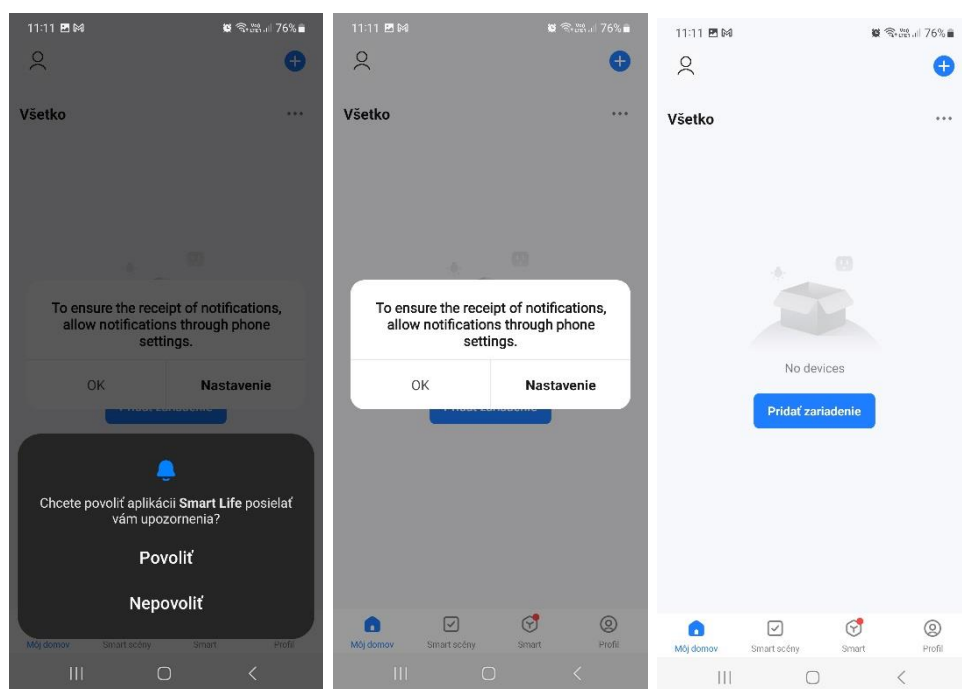 11:11
76%
Všetko
To ensure the receipt of notifications,
allow notifications through phone
settings.
OK
Nastavenie
Chcete povoliť aplikácii Smart Life posielať
vám upozornenia?
Povoliť
Nepovoliť
Môj domov
Smart scény
Smart
Profil
11:11
76%
Všetko
To ensure the receipt of notifications,
allow notifications through phone
settings.
OK
Nastavenie
Môj domov
Smart scény
Smart
Profil
11:11
76%
Všetko
No devices
Pridať zariadenie
Môj domov
Smart scény
Smart
Profil